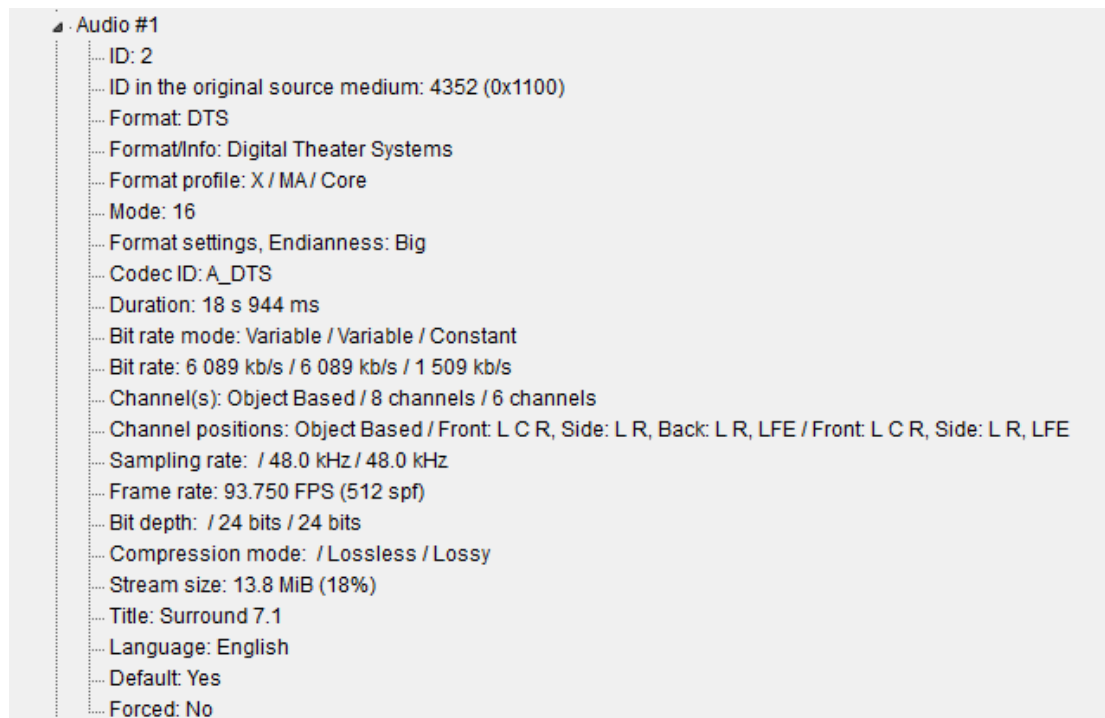 Audio #1
ID: 2
ID in the original source medium: 4352 (0x1100)
Format: DTS
Format/Info: Digital Theater Systems
Format profile: X / MA / Core
Mode: 16
Format settings, Endianness: Big
Codec ID: A_DTS
Duration: 18 s 944 ms
Bit rate mode: Variable / Variable / Constant
Bit rate: 6 089 kb/s / 6 089 kb/s / 1 509 kb/s
Channel(s): Object Based / 8 channels / 6 channels
Channel positions: Object Based / Front: L C R, Side: L R, Back: L R, LFE / Front: L C R, Side: L R, LFE
Sampling rate:  / 48.0 kHz / 48.0 kHz
Frame rate: 93.750 FPS (512 spf)
Bit depth:  / 24 bits / 24 bits
Compression mode:  / Lossless / Lossy
Stream size: 13.8 MiB (18%)
Title: Surround 7.1
Language: English
Default: Yes
Forced: No